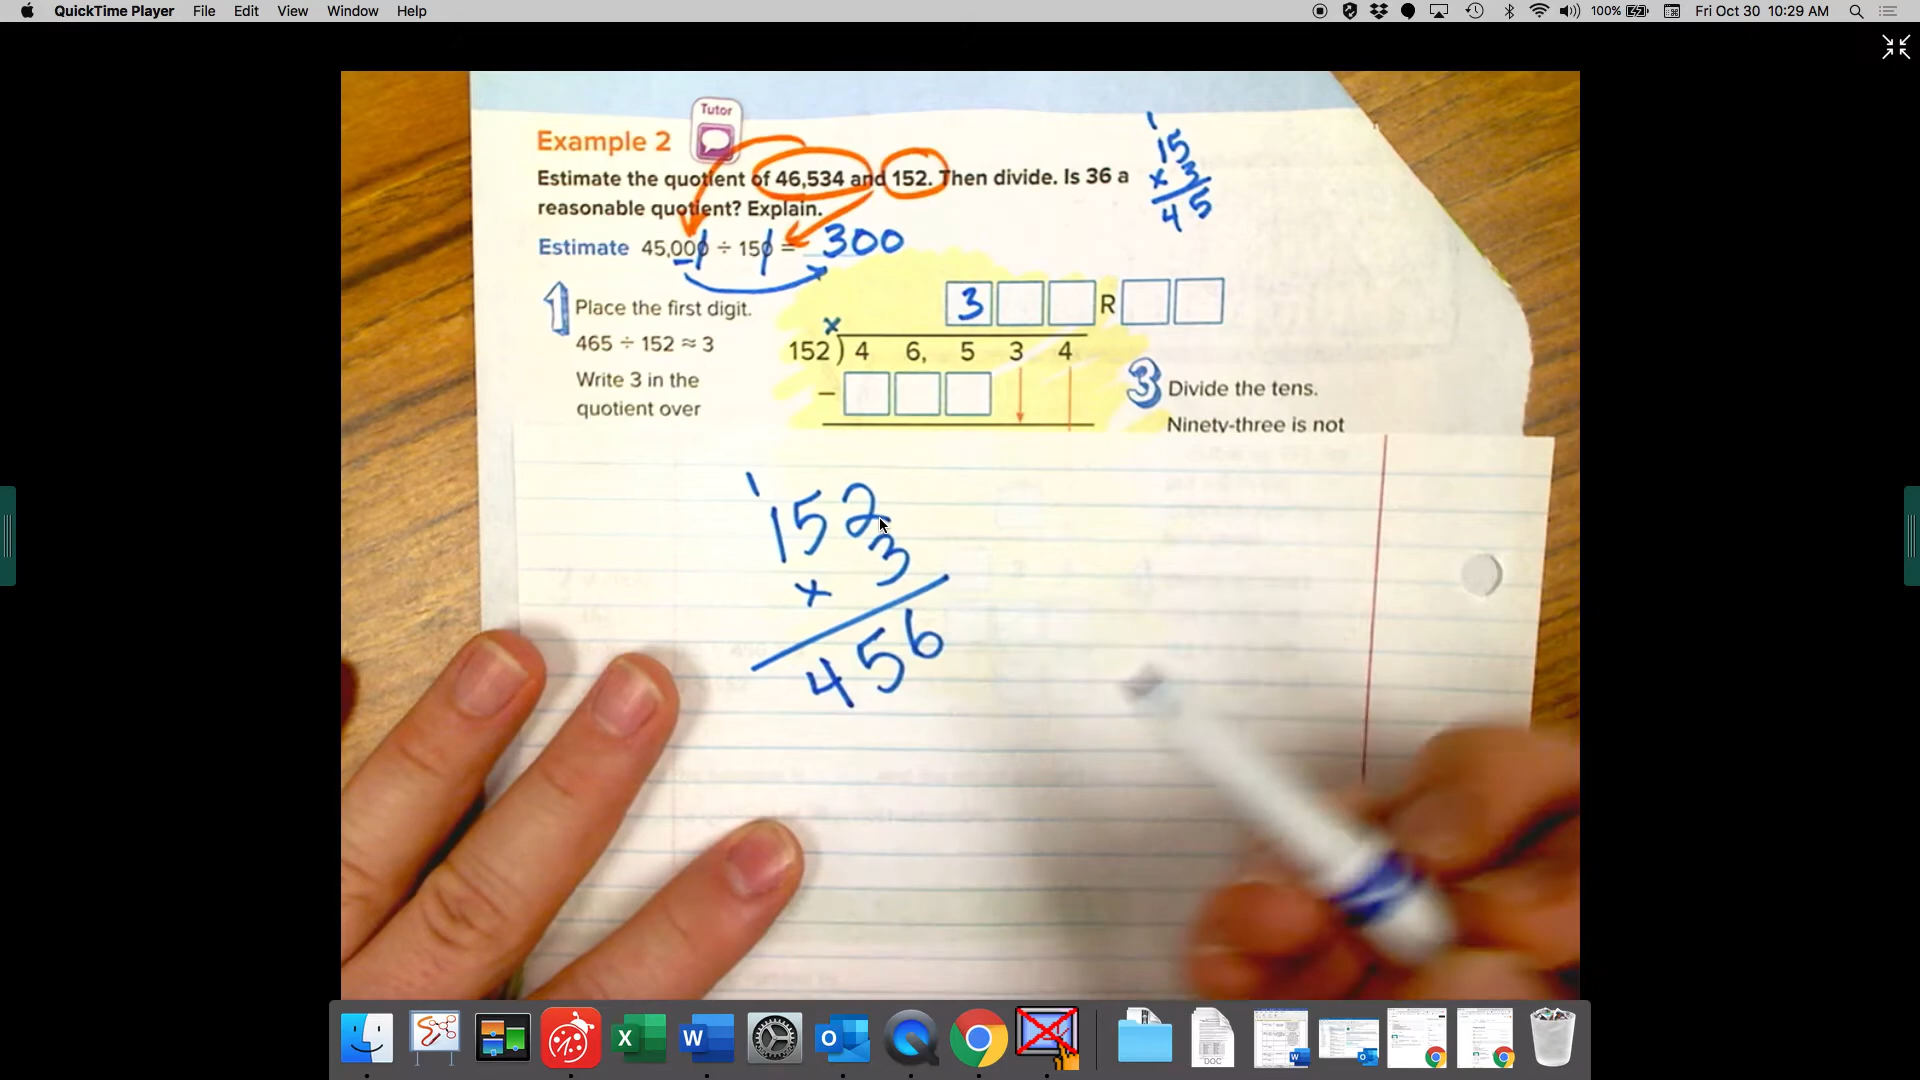 QuickTime Player File Edit View Window Help 100% Fri Oct 30 10:29 AM
Tutor
Example 2
Estimate the quotient of 46,534 and 152. Then divide. Is 36 a
reasonable quotient? Explain.
Estimate 45,000 ÷ 150 = 300
1
15
× 3
45
1 Place the first digit.
465 ÷ 152 ≈ 3
Write 3 in the
quotient over
3 R
x
152 ) 4 6, 5 3 4
−
3 Divide the tens.
Ninety-three is not
1
152
× 3
456
X
W
O
DOC